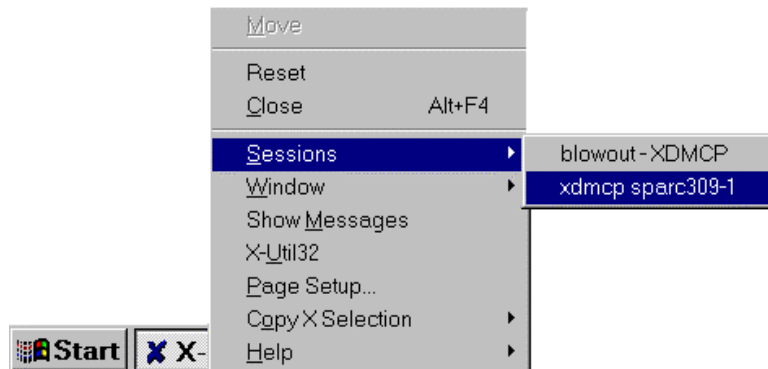 Move
Reset
Close Alt+F4
Sessions
blowout-XDMCP
Window
xdmcp sparc309-1
Show Messages
X-Util32
Page Setup...
Copy X Selection
Help
Start
X-